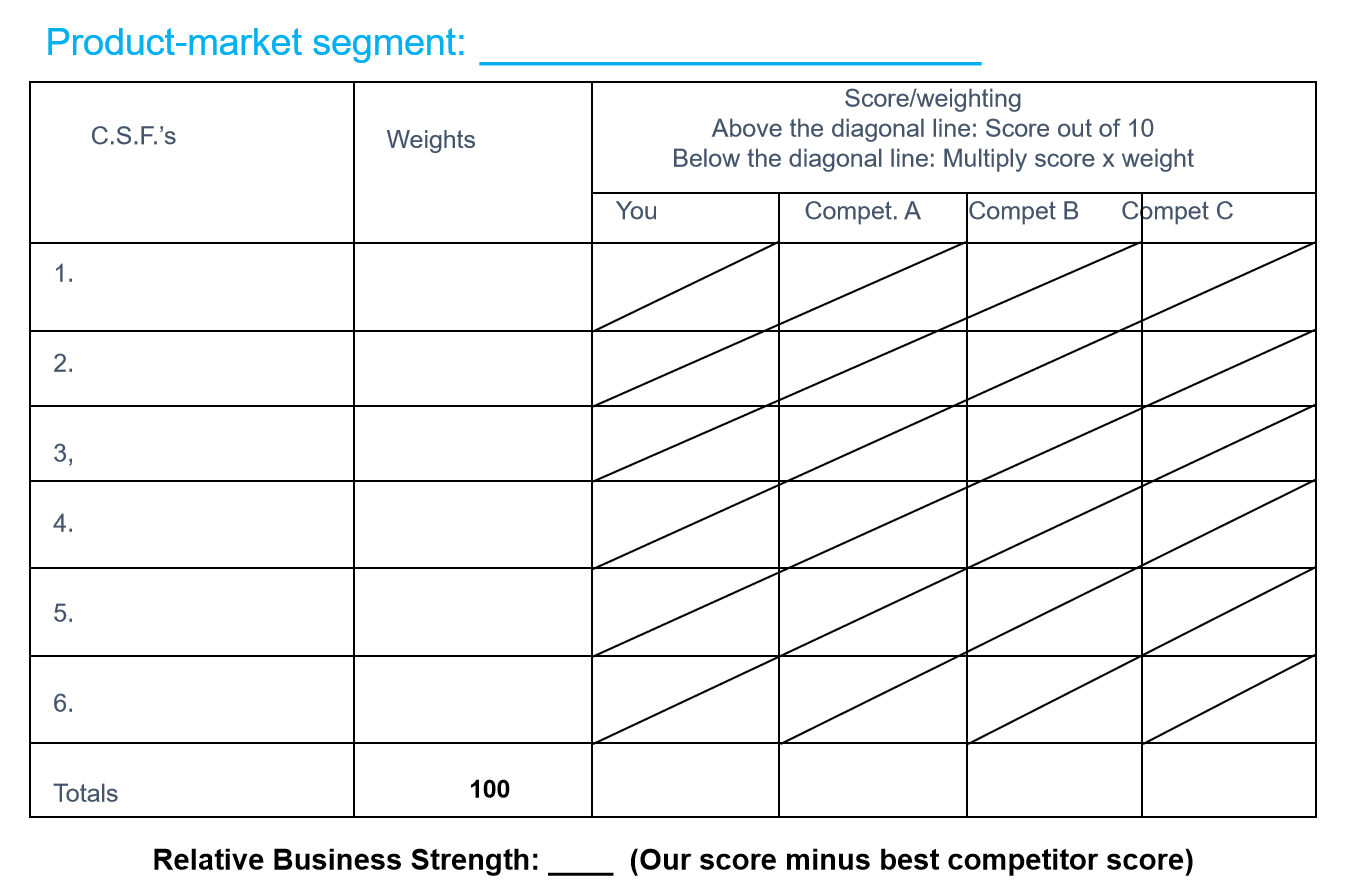 Product-market segment: ____________________
C.S.F.’s
Weights
Score/weighting
Above the diagonal line: Score out of 10
Below the diagonal line: Multiply score x weight
You Compet. A Compet B Compet C
1.
2.
3,
4.
5.
6.
Totals 100
Relative Business Strength: ____ (Our score minus best competitor score)